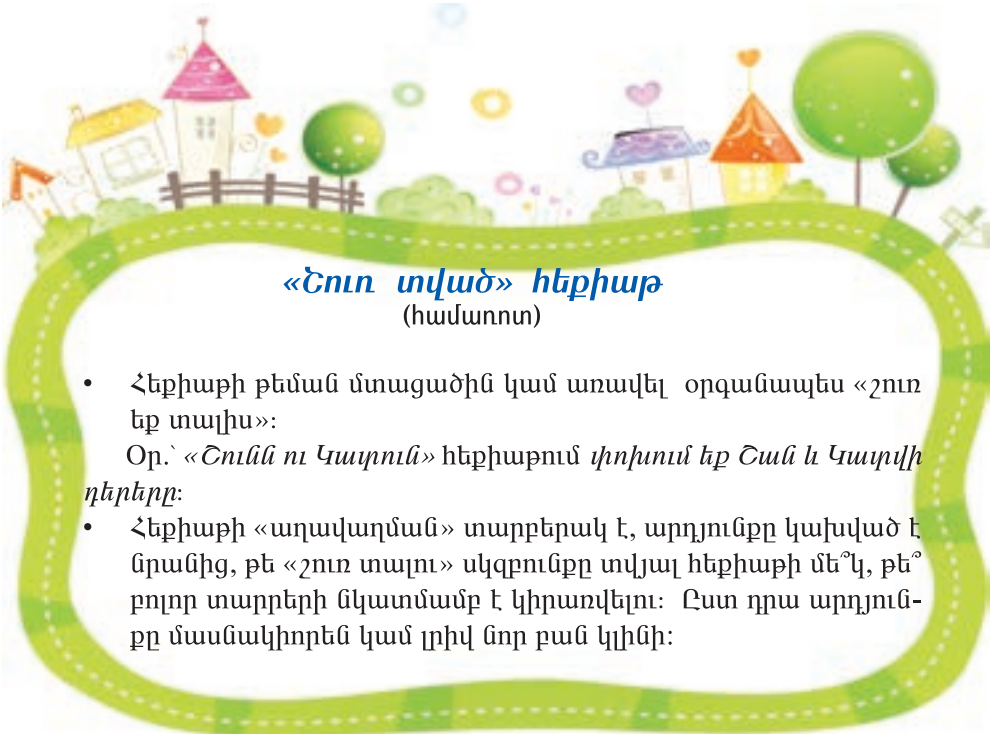 «Շուռ տված» հեքիաթ
(համառոտ)
• Հեքիաթի թեման մտացածին կամ առավել օրգանապես «շուռ
եք տալիս»։
Օր.՝ «Շունն ու Կատուն» հեքիաթում փոխում եք Շան և Կատվի
դերերը։
• Հեքիաթի «աղավաղման» տարբերակ է, արդյունքը կախված է
նրանից, թե «շուռ տալու» սկզբունքը տվյալ հեքիաթի մե՞կ, թե՞
բոլոր տարրերի նկատմամբ է կիրառվելու։ Ըստ դրա արդյուն-
քը մասնակիորեն կամ լրիվ նոր բան կլինի: